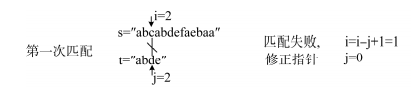 i=2
s="abcabdefaebaa"
第一次匹配
匹配失败, i=i-j+1=1
修正指针 j=0
t="abde"
j=2